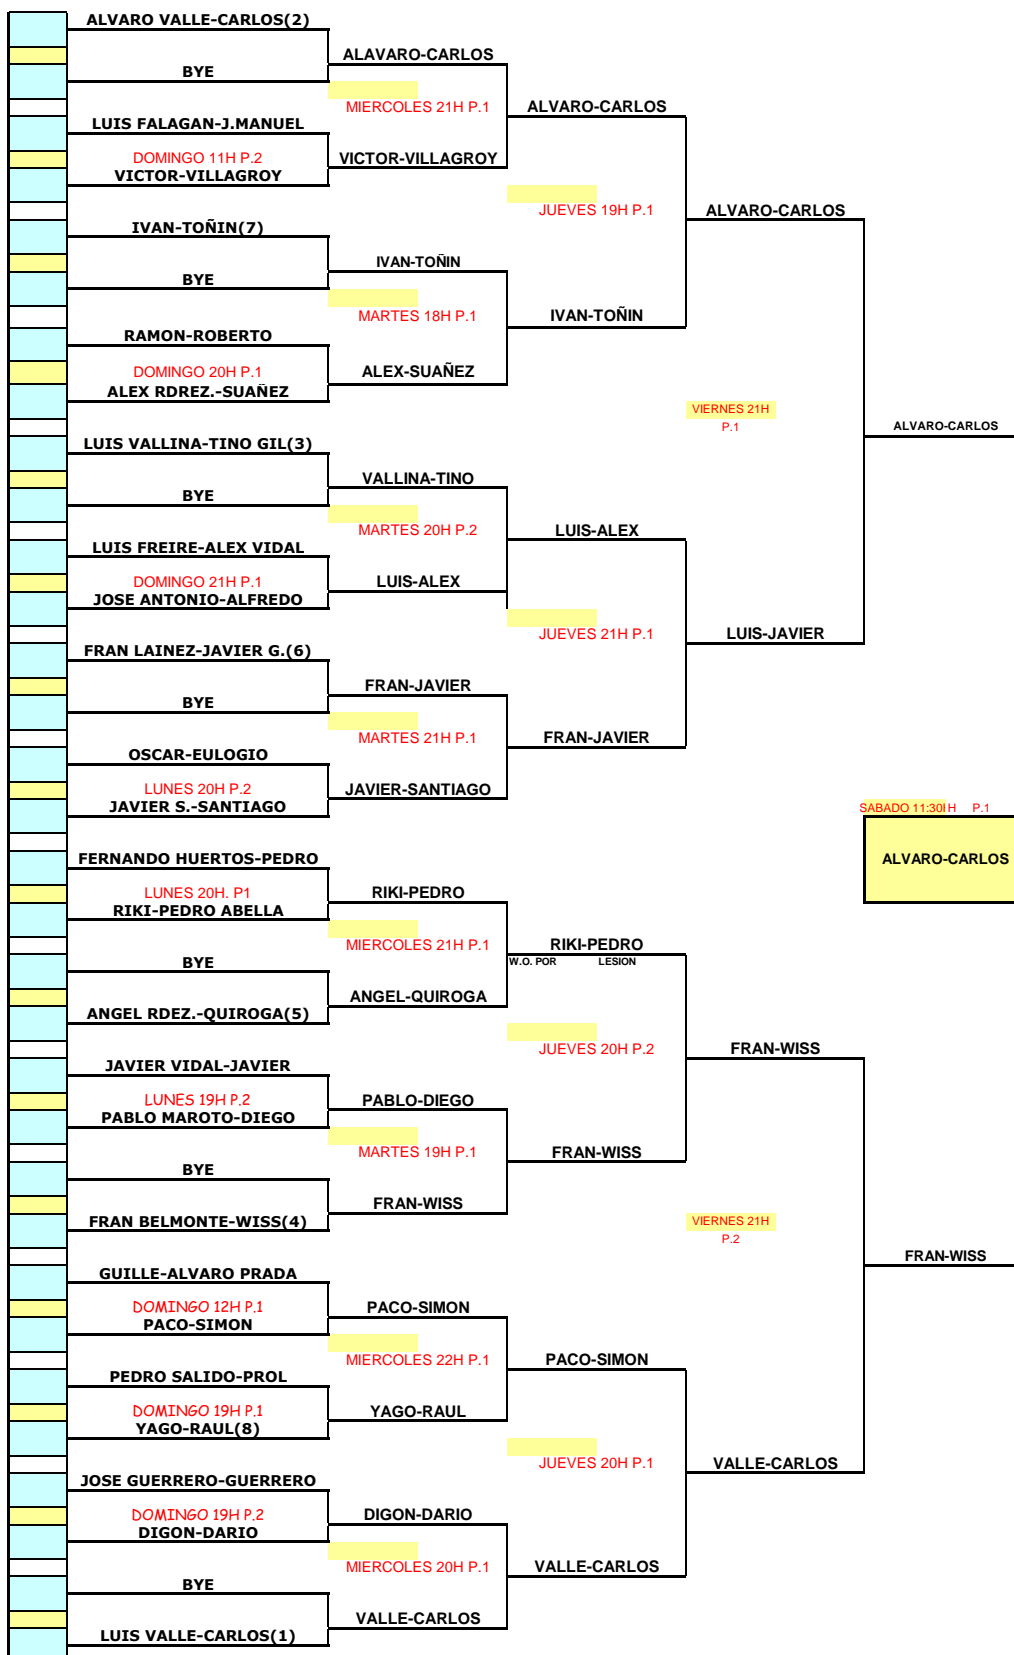 ALVARO VALLE-CARLOS(2)
ALAVARO-CARLOS
BYE
MIERCOLES 21H P.1
ALVARO-CARLOS
LUIS FALAGAN-J.MANUEL
DOMINGO 11H P.2
VICTOR-VILLAGROY
VICTOR-VILLAGROY
JUEVES 19H P.1
ALVARO-CARLOS
IVAN-TOÑIN(7)
IVAN-TOÑIN
BYE
MARTES 18H P.1
IVAN-TOÑIN
RAMON-ROBERTO
DOMINGO 20H P.1
ALEX-SUAÑEZ
ALEX RDREZ.-SUAÑEZ
VIERNES 21H
P.1
ALVARO-CARLOS
LUIS VALLINA-TINO GIL(3)
VALLINA-TINO
BYE
MARTES 20H P.2
LUIS-ALEX
LUIS FREIRE-ALEX VIDAL
DOMINGO 21H P.1
LUIS-ALEX
JOSE ANTONIO-ALFREDO
JUEVES 21H P.1
LUIS-JAVIER
FRAN LAINEZ-JAVIER G.(6)
FRAN-JAVIER
BYE
MARTES 21H P.1
FRAN-JAVIER
OSCAR-EULOGIO
LUNES 20H P.2
JAVIER-SANTIAGO
JAVIER S.-SANTIAGO
SABADO 11:30H H P.1
ALVARO-CARLOS
FERNANDO HUERTOS-PEDRO
LUNES 20H. P1
RIKI-PEDRO
RIKI-PEDRO ABELLA
MIERCOLES 21H P.1
RIKI-PEDRO
W.O. POR LESION
BYE
ANGEL-QUIROGA
ANGEL RDEZ.-QUIROGA(5)
JUEVES 20H P.2
FRAN-WISS
JAVIER VIDAL-JAVIER
LUNES 19H P.2
PABLO-DIEGO
PABLO MAROTO-DIEGO
MARTES 19H P.1
FRAN-WISS
BYE
FRAN-WISS
FRAN BELMONTE-WISS(4)
VIERNES 21H
P.2
FRAN-WISS
GUILLE-ALVARO PRADA
DOMINGO 12H P.1
PACO-SIMON
PACO-SIMON
MIERCOLES 22H P.1
PACO-SIMON
PEDRO SALIDO-PROL
DOMINGO 19H P.1
YAGO-RAUL
YAGO-RAUL(8)
JUEVES 20H P.1
VALLE-CARLOS
JOSE GUERRERO-GUERRERO
DOMINGO 19H P.2
DIGON-DARIO
DIGON-DARIO
MIERCOLES 20H P.1
VALLE-CARLOS
BYE
VALLE-CARLOS
LUIS VALLE-CARLOS(1)